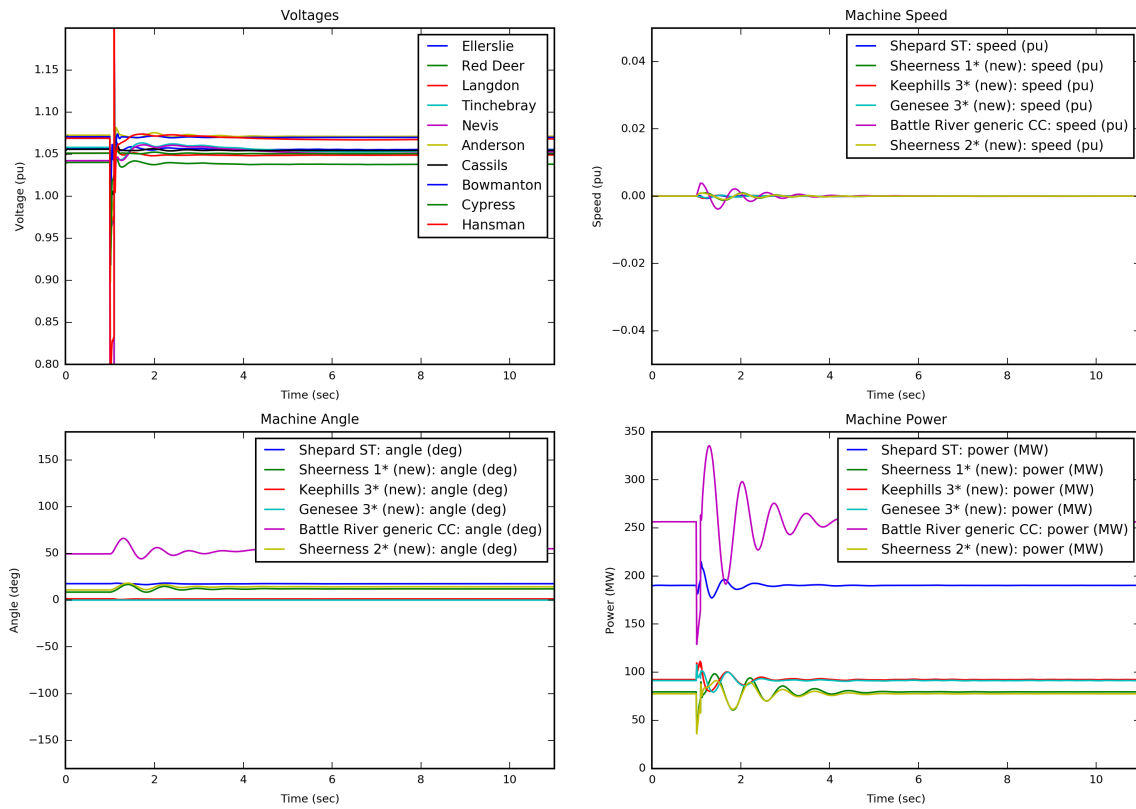 Voltages
1.15
1.10
1.05
1.00
0.95
0.90
0.85
0.80
Voltage (pu)
0
2
4
6
8
10
Time (sec)
Ellerslie
Red Deer
Langdon
Tinchebray
Nevis
Anderson
Cassils
Bowmanton
Cypress
Hansman
Machine Speed
0.04
0.02
0.00
−0.02
−0.04
Speed (pu)
0
2
4
6
8
10
Time (sec)
Shepard ST: speed (pu)
Sheerness 1* (new): speed (pu)
Keephills 3* (new): speed (pu)
Genesee 3* (new): speed (pu)
Battle River generic CC: speed (pu)
Sheerness 2* (new): speed (pu)
Machine Angle
150
100
50
0
−50
−100
−150
Angle (deg)
0
2
4
6
8
10
Time (sec)
Shepard ST: angle (deg)
Sheerness 1* (new): angle (deg)
Keephills 3* (new): angle (deg)
Genesee 3* (new): angle (deg)
Battle River generic CC: angle (deg)
Sheerness 2* (new): angle (deg)
Machine Power
350
300
250
200
150
100
50
0
Power (MW)
0
2
4
6
8
10
Time (sec)
Shepard ST: power (MW)
Sheerness 1* (new): power (MW)
Keephills 3* (new): power (MW)
Genesee 3* (new): power (MW)
Battle River generic CC: power (MW)
Sheerness 2* (new): power (MW)